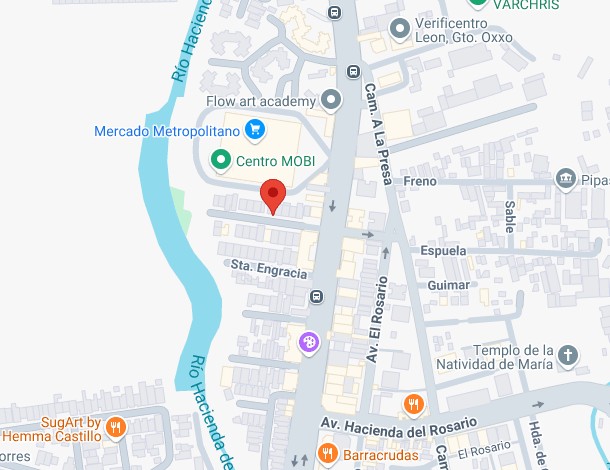 VARCHRIS
Verificentro
Leon, Gto. Oxxo
Río Hacienda
Cam. A La Presa
Flow art academy
Mercado Metropolitano
Centro MOBI
Freno
Pipas
Sable
Espuela
Sta. Engracia
Guimar
Av. El Rosario
Templo de la
Natividad de María
Río Hacienda de
SugArt by
Hemma Castillo
Av. Hacienda del Rosario
Hda. de
orres
El Rosario
Barracrudas
Cam